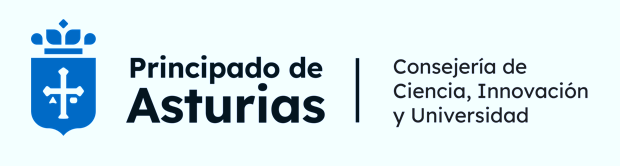 Principado de
Asturias
Consejería de
Ciencia, Innovación
y Universidad